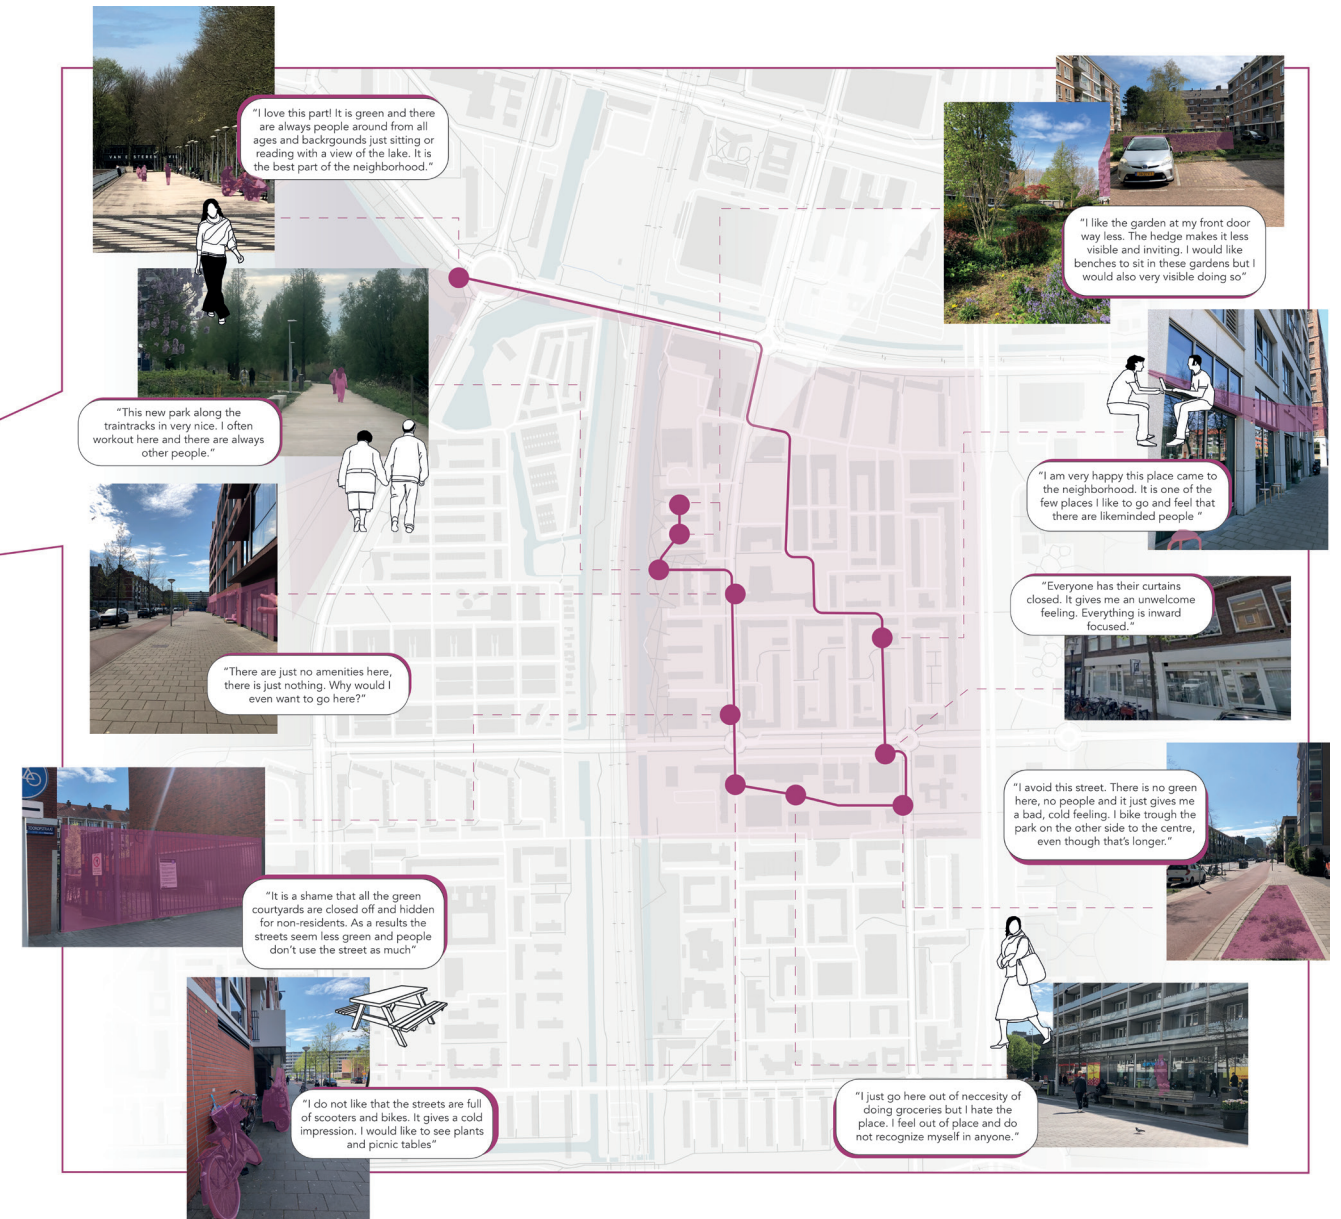 "I love this part! It is green and there
are always people around from all
ages and backrgounds just sitting or
reading with a view of the lake. It is
the best part of the neighborhood."
"This new park along the
traintracks in very nice. I often
workout here and there are always
other people."
"There are just no amenities here,
there is just nothing. Why would I
even want to go here?"
"It is a shame that all the green
courtyards are closed off and hidden
for non-residents. As a results the
streets seem less green and people
don't use the street as much"
"I do not like that the streets are full
of scooters and bikes. It gives a cold
impression. I would like to see plants
and picnic tables"
"I like the garden at my front door
way less. The hedge makes it less
visible and inviting. I would like
benches to sit in these gardens but I
would also very visible doing so"
"I am very happy this place came to
the neighborhood. It is one of the
few places I like to go and feel that
there are likeminded people "
"Everyone has their curtains
closed. It gives me an unwelcome
feeling. Everything is inward
focused."
"I avoid this street. There is no green
here, no people and it just gives me
a bad, cold feeling. I bike trough the
park on the other side to the centre,
even though that's longer."
"I just go here out of neccesity of
doing groceries but I hate the
place. I feel out of place and do
not recognize myself in anyone."